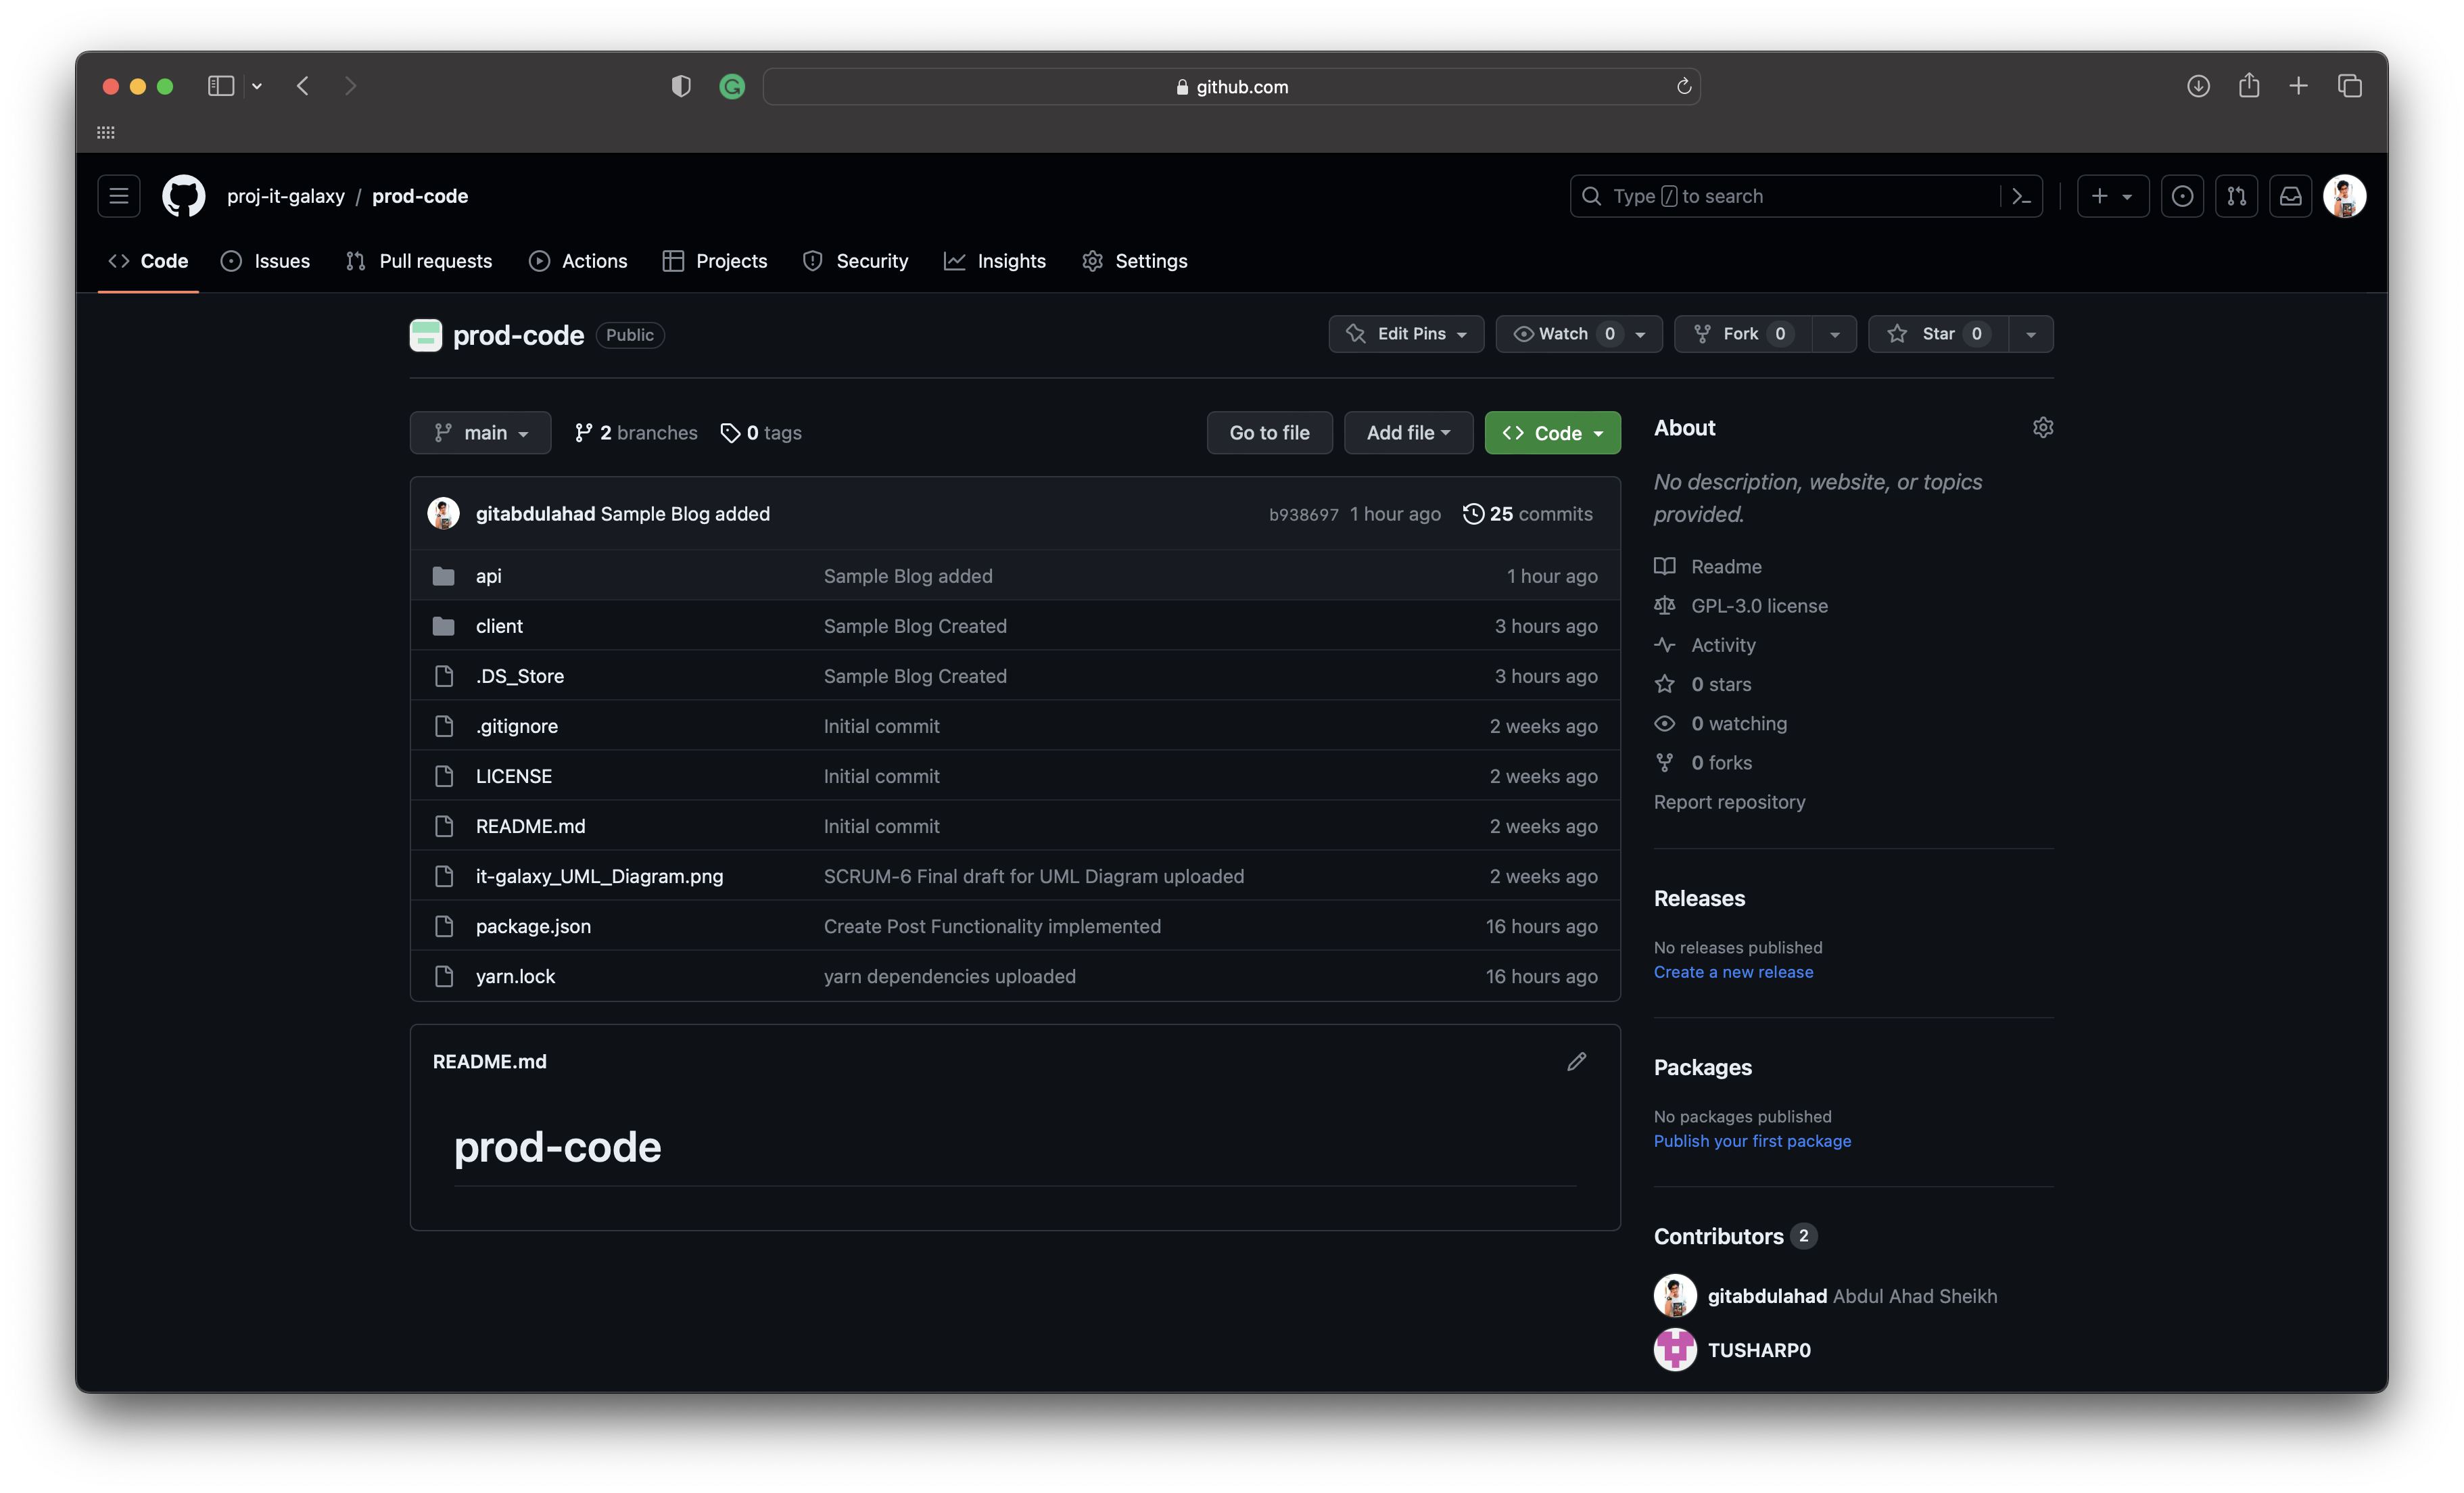 github.com
proj-it-galaxy / prod-code
Type / to search
Code Issues Pull requests Actions Projects Security Insights Settings
prod-code Public
Edit Pins Watch 0 Fork 0 Star 0
main 2 branches 0 tags Go to file Add file Code
gitabdulahad Sample Blog added b938697 1 hour ago 25 commits
api Sample Blog added 1 hour ago
client Sample Blog Created 3 hours ago
.DS_Store Sample Blog Created 3 hours ago
.gitignore Initial commit 2 weeks ago
LICENSE Initial commit 2 weeks ago
README.md Initial commit 2 weeks ago
it-galaxy_UML_Diagram.png SCRUM-6 Final draft for UML Diagram uploaded 2 weeks ago
package.json Create Post Functionality implemented 16 hours ago
yarn.lock yarn dependencies uploaded 16 hours ago
README.md
prod-code
About
No description, website, or topics
provided.
Readme
GPL-3.0 license
Activity
0 stars
0 watching
0 forks
Report repository
Releases
No releases published
Create a new release
Packages
No packages published
Publish your first package
Contributors 2
gitabdulahad Abdul Ahad Sheikh
TUSHARP0